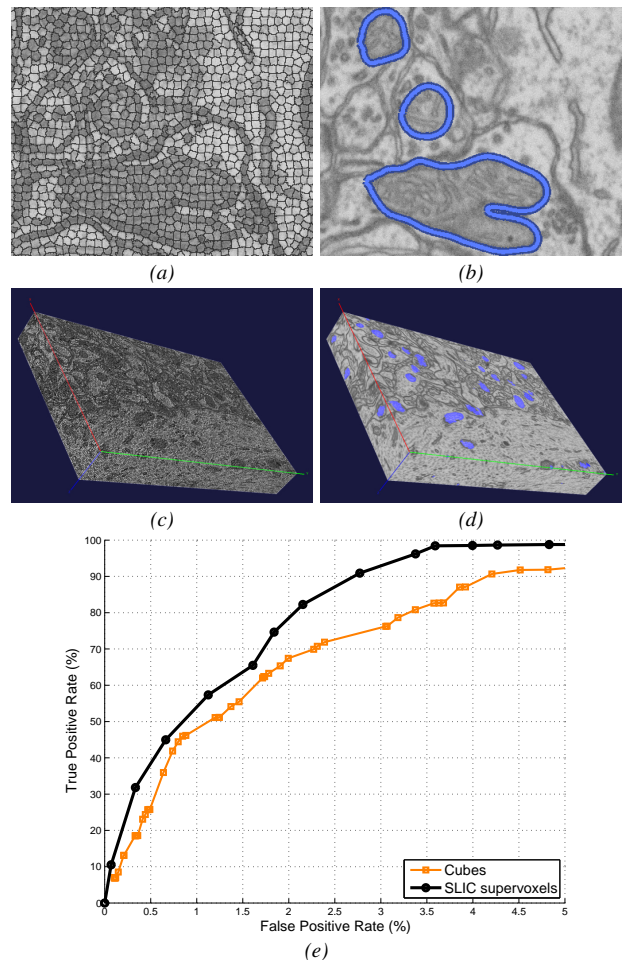 (a)
(b)
(c)
(d)
100
90
80
70
60
50
40
30
20
10
0
True Positive Rate (%)
0
0.5
1
1.5
2
2.5
3
3.5
4
4.5
5
False Positive Rate (%)
Cubes
SLIC supervoxels
(e)